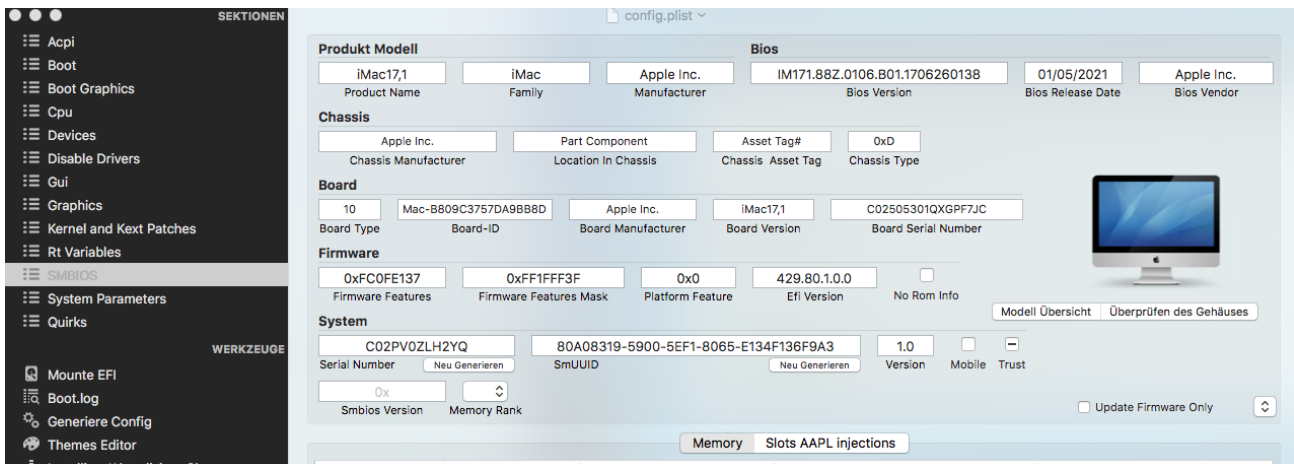 SEKTIONEN
config.plist
Acpi
Boot
Boot Graphics
Cpu
Devices
Disable Drivers
Gui
Graphics
Kernel and Kext Patches
Rt Variables
SMBIOS
System Parameters
Quirks
WERKZEUGE
Mounte EFI
Boot.log
Generiere Config
Themes Editor
Produkt Modell
Bios
iMac17,1 iMac Apple Inc. IM171.88Z.0106.B01.1706260138 01/05/2021 Apple Inc.
Product Name Family Manufacturer Bios Version Bios Release Date Bios Vendor
Chassis
Apple Inc. Part Component Asset Tag# 0xD
Chassis Manufacturer Location In Chassis Chassis Asset Tag Chassis Type
Board
10 Mac-B809C3757DA9BB8D Apple Inc. iMac17,1 C02505301QXGPF7JC
Board Type Board-ID Board Manufacturer Board Version Board Serial Number
Firmware
0xFC0FE137 0xFF1FFF3F 0x0 429.80.1.0.0
Firmware Features Firmware Features Mask Platform Feature Efi Version No Rom Info
Modell Übersicht Überprüfen des Gehäuses
System
C02PV0ZLH2YQ 80A08319-5900-5EF1-8065-E134F136F9A3 1.0
Serial Number Neu Generieren SmUUID Neu Generieren Version Mobile Trust
0x
Smbios Version Memory Rank Update Firmware Only
Memory Slots AAPL injections